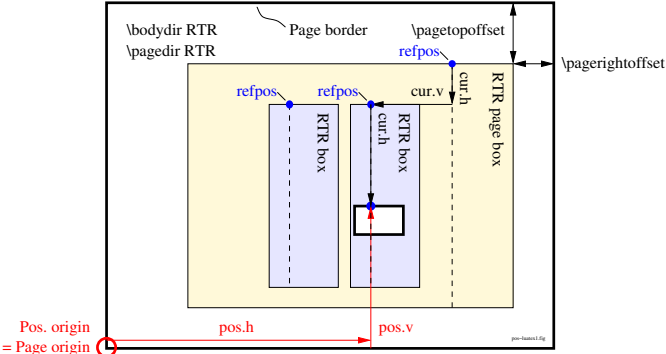 \bodydir RTR
\pagedir RTR
Page border
\pagetopoffset
\pagerightoffset
refpos
refpos
refpos
cur.v
cur.h
RTR page box
cur.h
RTR box
RTR box
Pos. origin
= Page origin
pos.h
pos.v